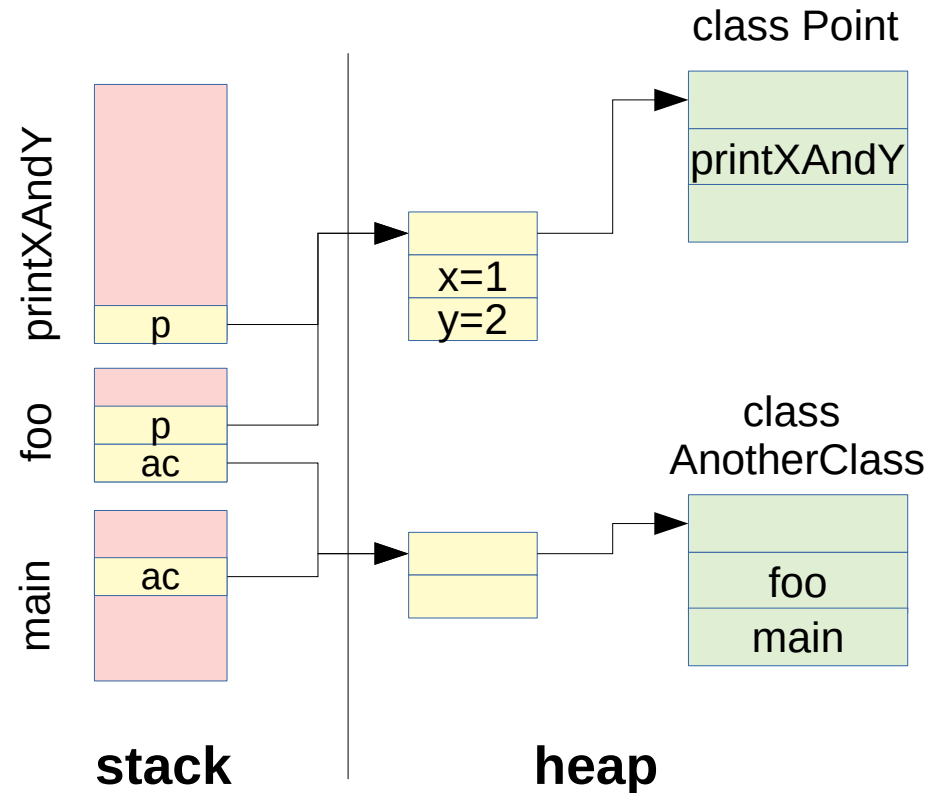 class Point
printXAndY
printXAndY
x=1
y=2
p
foo
p
ac
class
AnotherClass
main
ac
foo
main
stack
heap